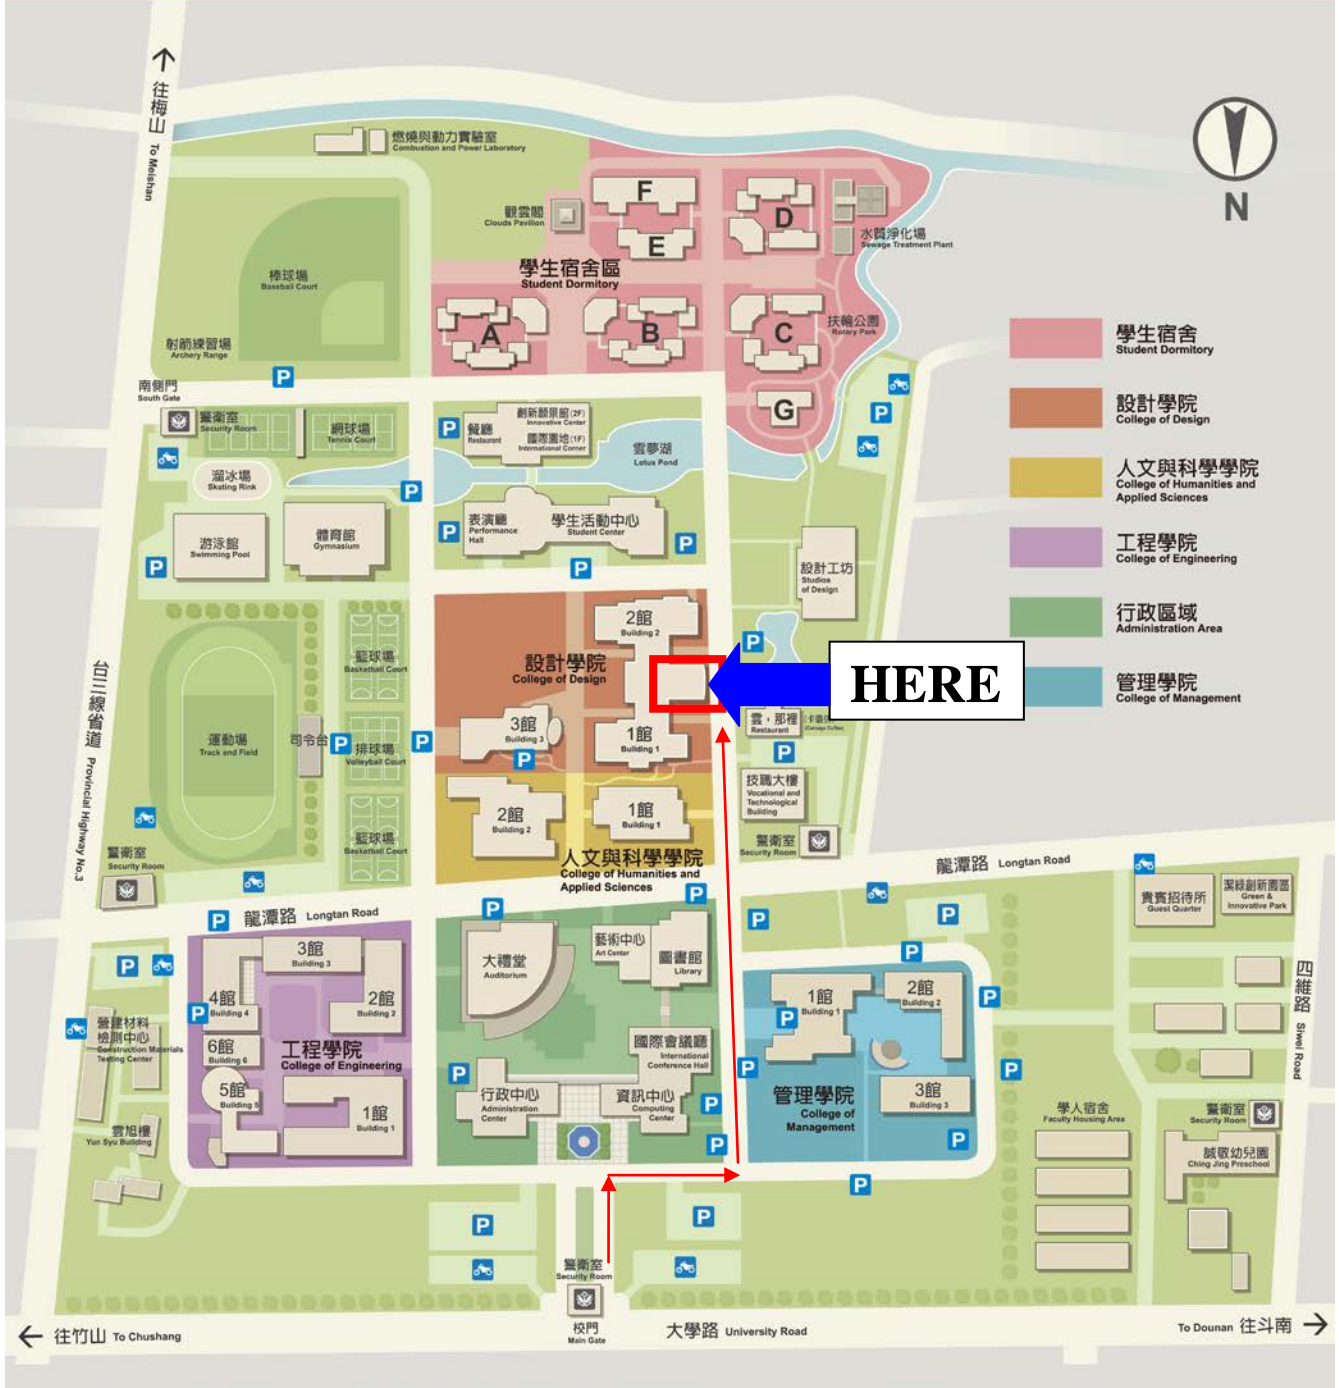 往梅山 To Meishan
燃燒與動力實驗室
Combustion and Power Laboratory
N
觀雲閣
Clouds Pavilion
F
E
D
水質淨化場
Sewage Treatment Plant
學生宿舍區
Student Dormitory
棒球場
Baseball Court
A
B
C
扶輪公園
Rotary Park
射箭練習場
Archery Range
G
學生宿舍
Student Dormitory
設計學院
College of Design
人文與科學學院
College of Humanities and
Applied Sciences
工程學院
College of Engineering
行政區域
Administration Area
管理學院
College of Management
P
南側門
South Gate
警衛室
Security Room
網球場
Tennis Court
P
餐廳
Restaurant
創新願景館(2F)
Innovative Center
國際園地(1F)
International Corner
雲夢湖
Lotus Pond
P
溜冰場
Skating Rink
P
游泳館
Swimming Pool
體育館
Gymnasium
P
表演廳
Performance
Hall
學生活動中心
Student Center
P
P
P
設計工坊
Studios
of Design
台三線省道 Provincial Highway No.3
籃球場
Basketball Court
設計學院
College of Design
2館
Building 2
P
HERE
運動場
Track and Field
司令台
P
排球場
Volleyball Court
P
3館
Building 3
P
1館
Building 1
雲,那裡
Restaurant
P
技職大樓
Vocational and
Technological
Building
2館
Building 2
1館
Building 1
籃球場
Basketball Court
警衛室
Security Room
警衛室
Security Room
人文與科學學院
College of Humanities and
Applied Sciences
龍潭路 Longtan Road
P
龍潭路 Longtan Road
P
P
P
P
貴賓招待所
Guest Quarter
潔綠創新園區
Green &
Innovative Park
P
3館
Building 3
4館
Building 4
2館
Building 2
P
6館
Building 6
5館
Building 5
工程學院
College of Engineering
1館
Building 1
營建材料
檢測中心
Construction Materials
Testing Center
雲旭樓
Yun Syu Building
大禮堂
Auditorium
藝術中心
Art Center
圖書館
Library
國際會議廳
International
Conference Hall
P
行政中心
Administration
Center
資訊中心
Computing
Center
P
P
P
1館
Building 1
P
P
2館
Building 2
P
P
3館
Building 3
管理學院
College of
Management
P
P
四維路 Siwei Road
學人宿舍
Faculty Housing Area
警衛室
Security Room
誠敬幼兒園
Ching Jing Preschool
P
P
警衛室
Security Room
校門
Main Gate
往竹山 To Chushang
大學路 University Road
To Dounan 往斗南